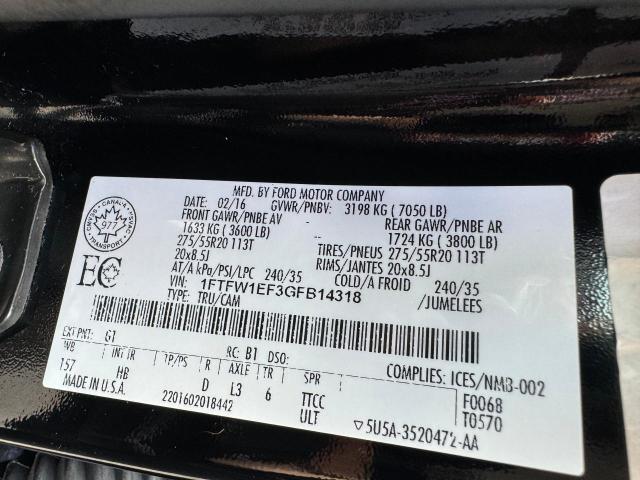 MFD. BY FORD MOTOR COMPANY
DATE: 02/16 GVWR/PNBV: 3198 KG ( 7050 LB)
FRONT GAWR/PNBE AV REAR GAWR/PNBE AR
1633 KG ( 3600 LB) 1724 KG ( 3800 LB)
275/55R20 113T TIRES/PNEUS 275/55R20 113T
20x8.5J RIMS/JANTES 20x8.5J
AT/A kPa/PSI/LPC 240/35 COLD/A FROID 240/35
VIN: 1FTFW1EF3GFB14318 /JUMELEES
TYPE: TRU/CAM
CANADA
977
TRANSPORT
EC
EXT PNT: G1 RC: B1 DSO:
WB INT TR TP/PS R AXLE TR SPR
157 HB D L3 6 TTCC
ULT
MADE IN U.S.A. 2201602018442
COMPLIES: ICES/NMB-002
F0068
T0570
▽5U5A-3520472-AA